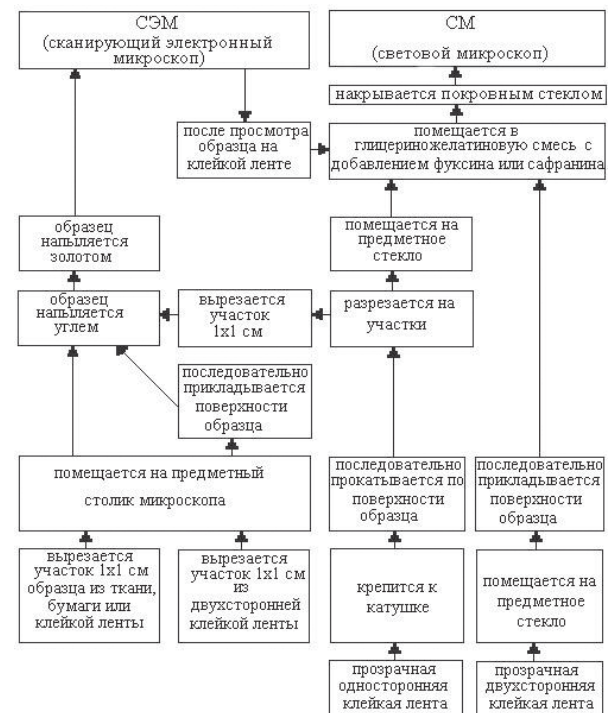 СЭМ
(сканирующий электронный
микроскоп)
СМ
(световой микроскоп)
накрывается покровным стеклом
после просмотра
образца на
клейкой ленте
помещается в
глицериножелатиновую смесь с
добавлением фуксина или сафранина
образец
напыляется
золотом
помещается на
предметное
стекло
образец
напыляется
углем
вырезается
участок
1x1 см
разрезается на
участки
последовательно
прикладывается
поверхности
образца
помещается на предметный
столик микроскопа
последовательно
прокатывается по
поверхности
образца
последовательно
прикладывается
поверхности
образца
вырезается
участок 1x1 см
образца из ткани,
бумаги или
клейкой ленты
вырезается
участок 1x1 см
из
двухсторонней
клейкой ленты
крепится к
катушке
помещается на
предметное
стекло
прозрачная
односторонняя
клейкая лента
прозрачная
двухсторонняя
клейкая лента